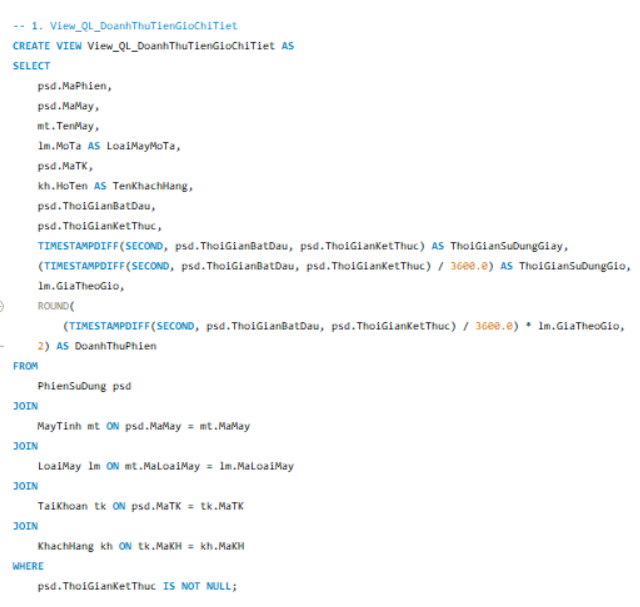 -- 1. View_QL_DoanhThuTienGioChiTiet
CREATE VIEW View_QL_DoanhThuTienGioChiTiet AS
SELECT
    psd.MaPhien,
    psd.MaMay,
    mt.TenMay,
    lm.MoTa AS LoaiMayMoTa,
    psd.MaTK,
    kh.HoTen AS TenKhachHang,
    psd.ThoiGianBatDau,
    psd.ThoiGianKetThuc,
    TIMESTAMPDIFF(SECOND, psd.ThoiGianBatDau, psd.ThoiGianKetThuc) AS ThoiGianSuDungGiay,
    (TIMESTAMPDIFF(SECOND, psd.ThoiGianBatDau, psd.ThoiGianKetThuc) / 3600.0) AS ThoiGianSuDungGio,
    lm.GiaTheoGio,
    ROUND(
        (TIMESTAMPDIFF(SECOND, psd.ThoiGianBatDau, psd.ThoiGianKetThuc) / 3600.0) * lm.GiaTheoGio,
    2) AS DoanhThuPhien
FROM
    PhienSuDung psd
JOIN
    MayTinh mt ON psd.MaMay = mt.MaMay
JOIN
    LoaiMay lm ON mt.MaLoaiMay = lm.MaLoaiMay
JOIN
    TaiKhoan tk ON psd.MaTK = tk.MaTK
JOIN
    KhachHang kh ON tk.MaKH = kh.MaKH
WHERE
    psd.ThoiGianKetThuc IS NOT NULL;